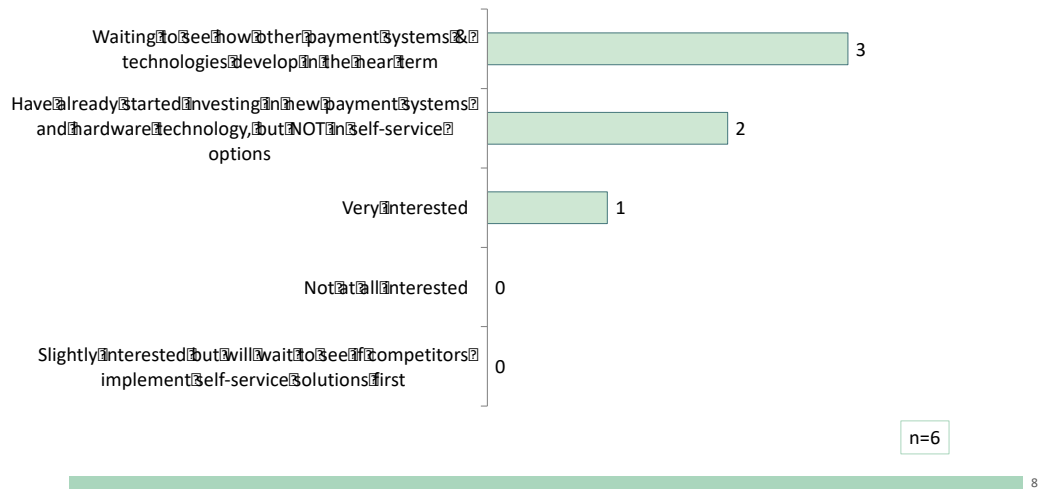 Waiting to see how other payment systems &
technologies develop in the near term
3
Have already started investing in new payment systems
and hardware technology, but NOT in self-service
options
2
Very interested
1
Not at all interested
0
Slightly interested but will wait to see if competitors
implement self-service solutions first
0
n=6
8